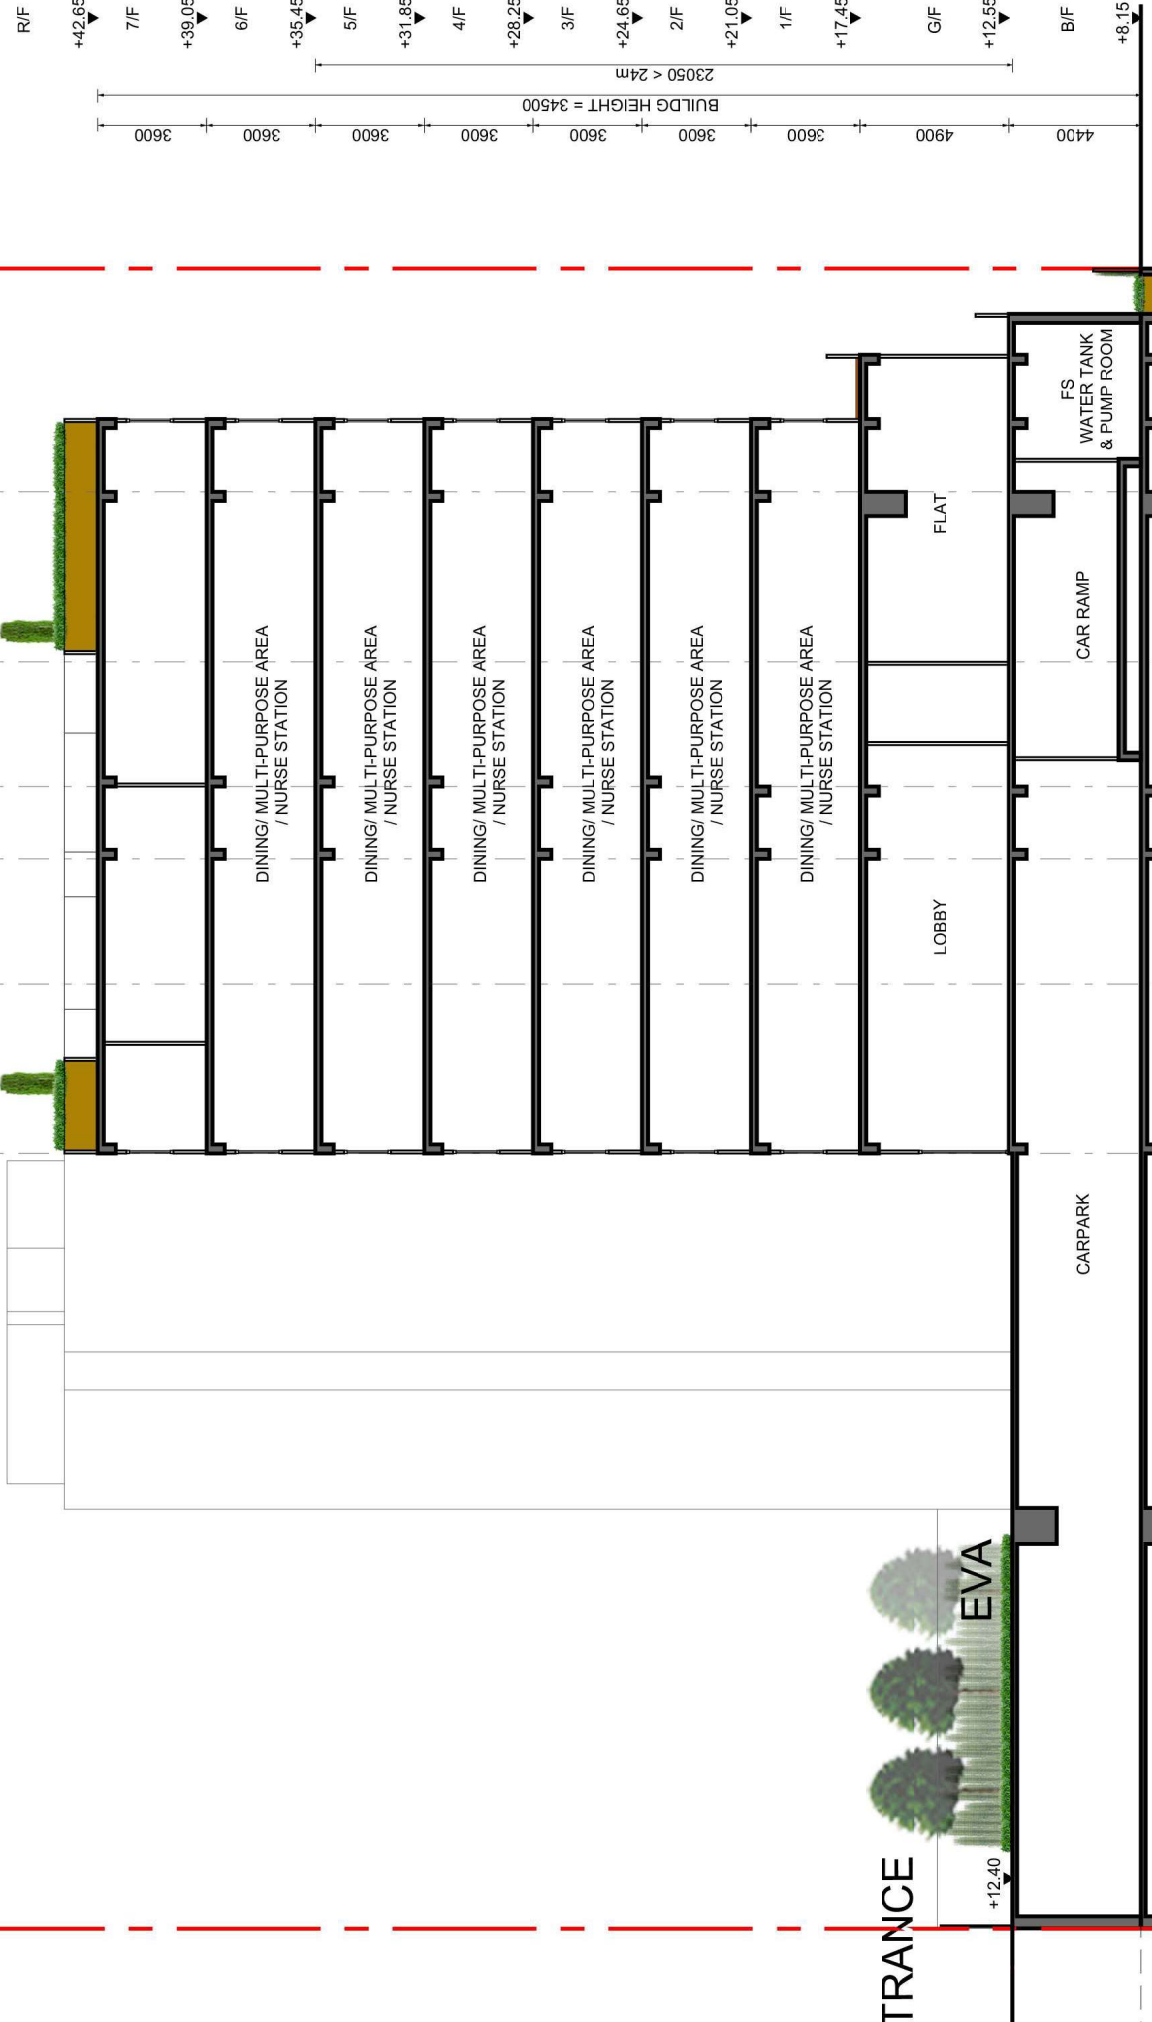 R/F
+42.65
7/F
+39.05
6/F
+35.45
5/F
+31.85
4/F
+28.25
3/F
+24.65
2/F
+21.05
1/F
+17.45
G/F
+12.55
B/F
+8.15
23050 < 24m
BUILDG HEIGHT = 34500
3600
3600
3600
3600
3600
3600
3600
4900
4400
DINING/ MULTI-PURPOSE AREA
/ NURSE STATION
DINING/ MULTI-PURPOSE AREA
/ NURSE STATION
DINING/ MULTI-PURPOSE AREA
/ NURSE STATION
DINING/ MULTI-PURPOSE AREA
/ NURSE STATION
DINING/ MULTI-PURPOSE AREA
/ NURSE STATION
DINING/ MULTI-PURPOSE AREA
/ NURSE STATION
FLAT
LOBBY
FS
WATER TANK
& PUMP ROOM
CAR RAMP
CARPARK
EVA
TRANCE
+12.40